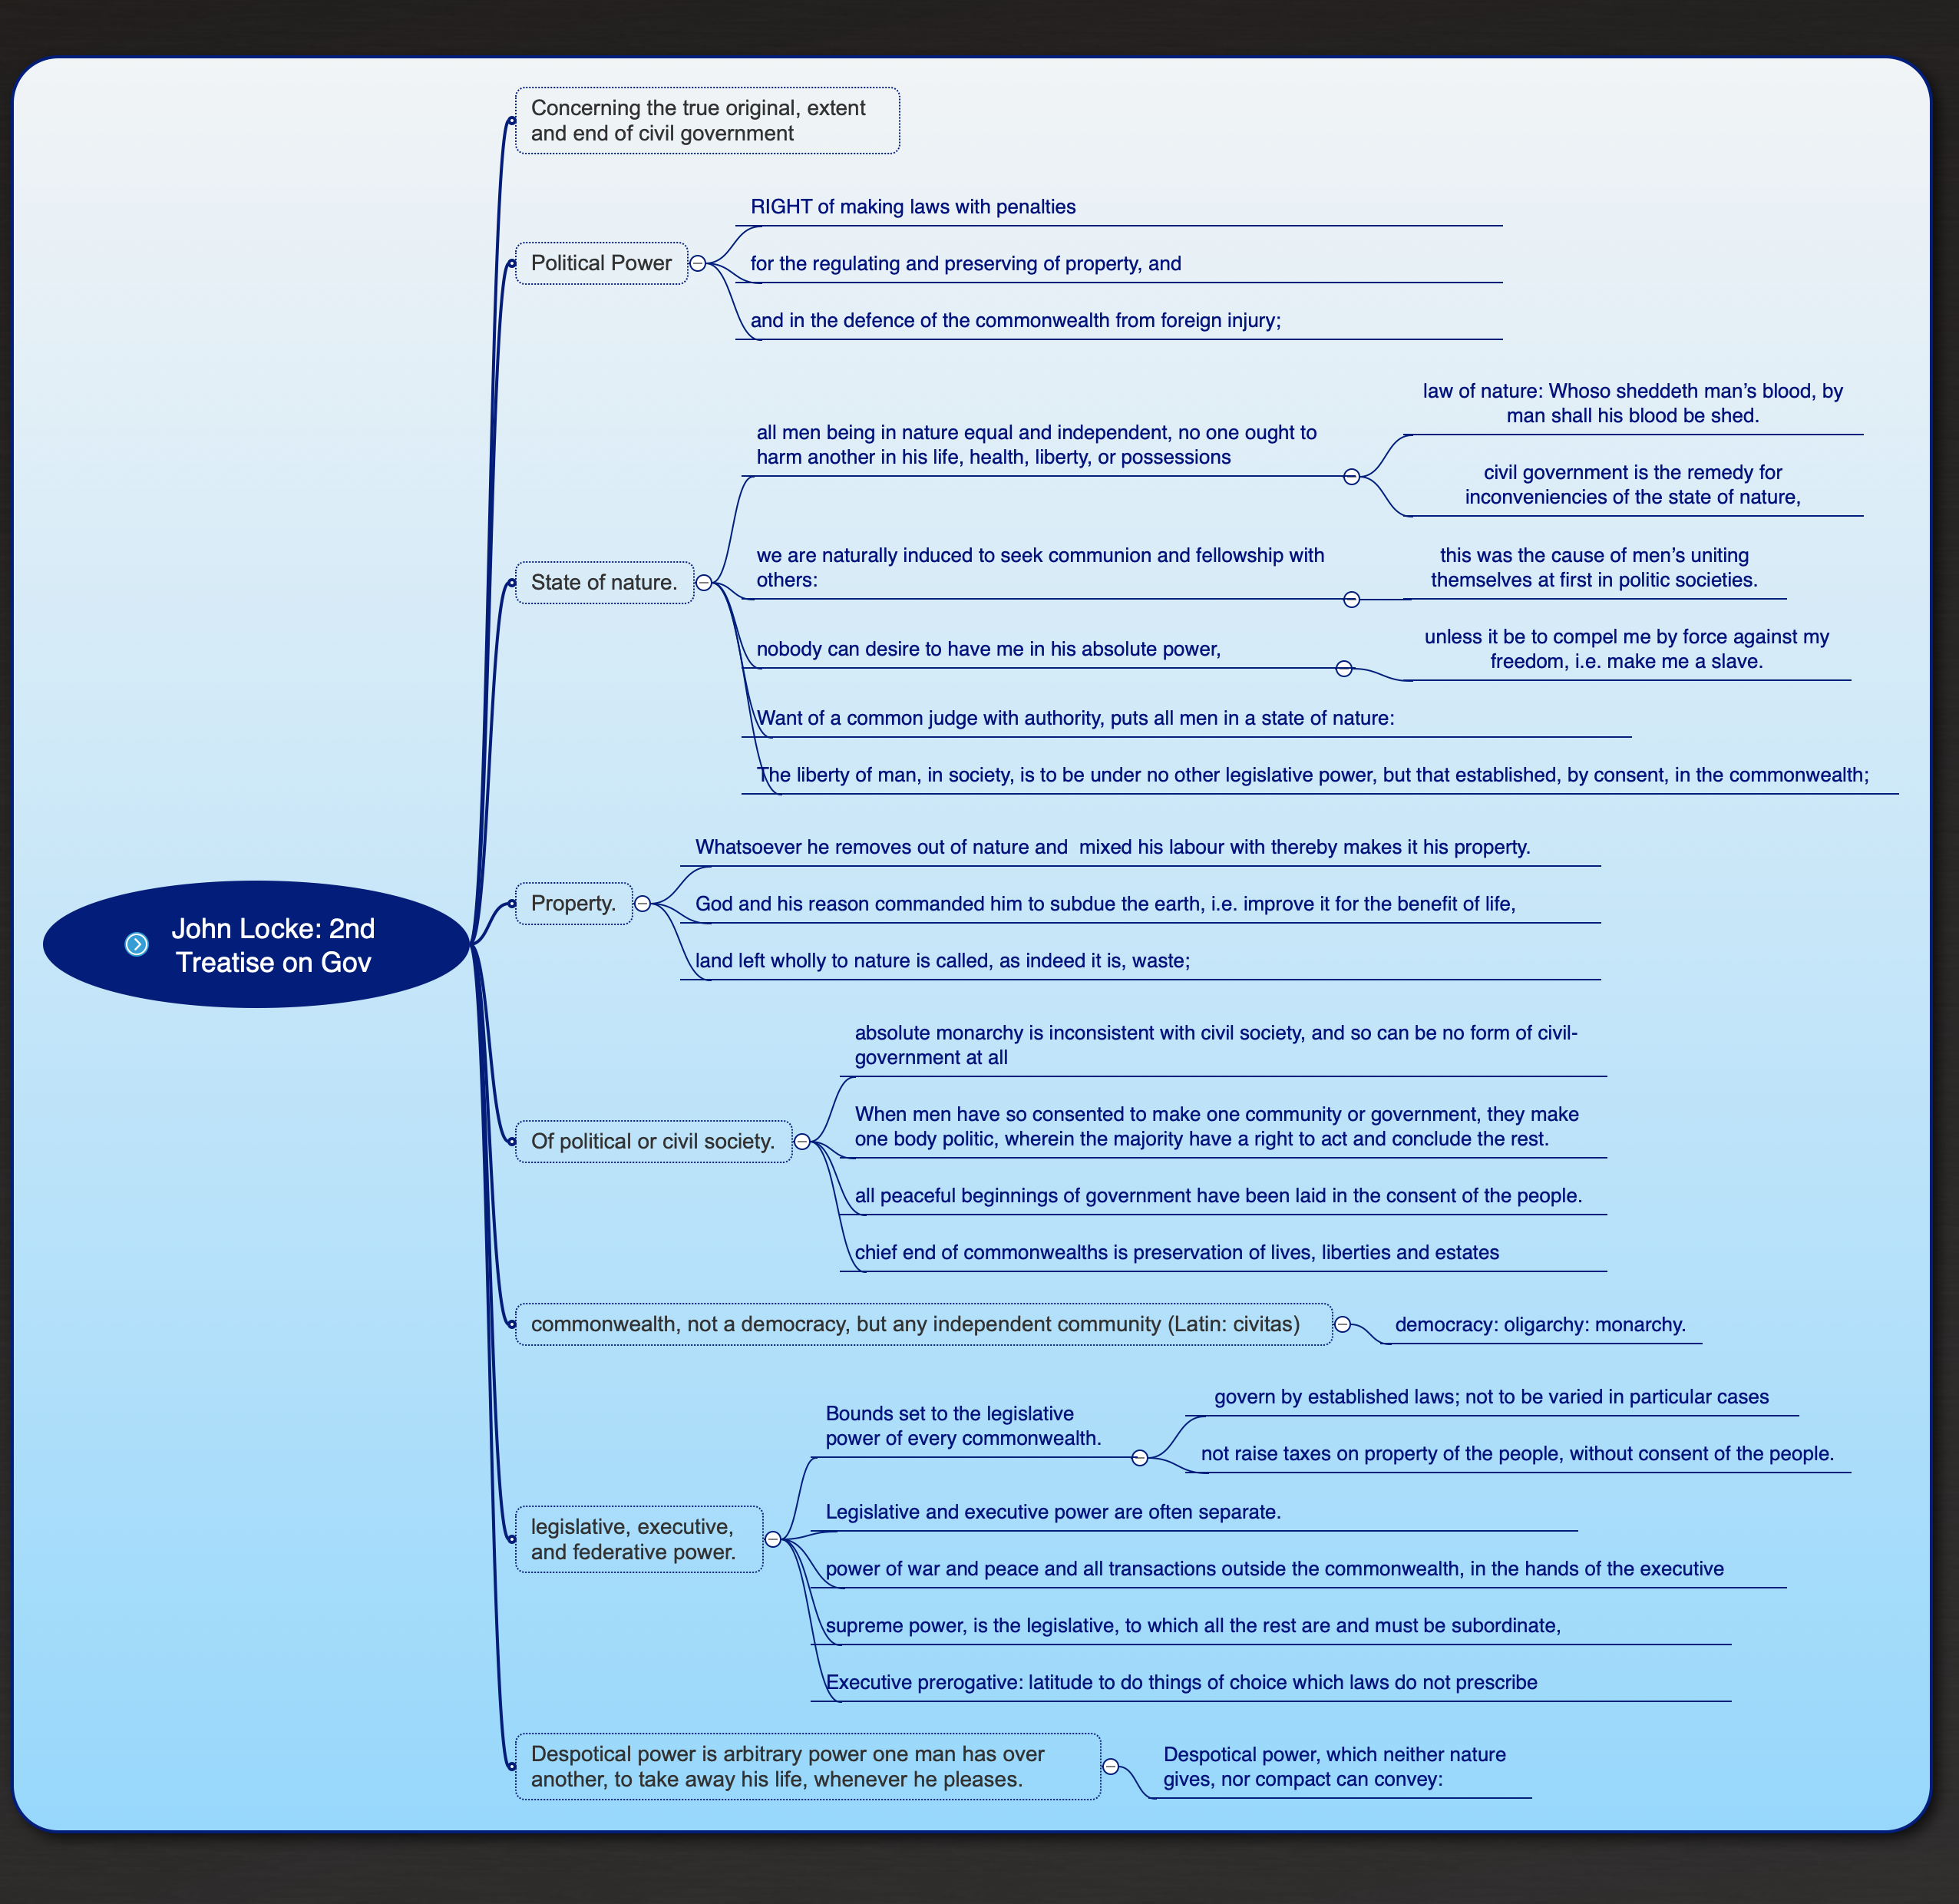 Concerning the true original, extent
and end of civil government
Political Power
RIGHT of making laws with penalties
for the regulating and preserving of property, and
and in the defence of the commonwealth from foreign injury;
State of nature.
all men being in nature equal and independent, no one ought to
harm another in his life, health, liberty, or possessions
law of nature: Whoso sheddeth man’s blood, by
man shall his blood be shed.
civil government is the remedy for
inconveniencies of the state of nature,
we are naturally induced to seek communion and fellowship with
others:
this was the cause of men’s uniting
themselves at first in politic societies.
nobody can desire to have me in his absolute power,
unless it be to compel me by force against my
freedom, i.e. make me a slave.
Want of a common judge with authority, puts all men in a state of nature:
The liberty of man, in society, is to be under no other legislative power, but that established, by consent, in the commonwealth;
John Locke: 2nd
Treatise on Gov
Property.
Whatsoever he removes out of nature and  mixed his labour with thereby makes it his property.
God and his reason commanded him to subdue the earth, i.e. improve it for the benefit of life,
land left wholly to nature is called, as indeed it is, waste;
Of political or civil society.
absolute monarchy is inconsistent with civil society, and so can be no form of civil-
government at all
When men have so consented to make one community or government, they make
one body politic, wherein the majority have a right to act and conclude the rest.
all peaceful beginnings of government have been laid in the consent of the people.
chief end of commonwealths is preservation of lives, liberties and estates
commonwealth, not a democracy, but any independent community (Latin: civitas)
democracy: oligarchy: monarchy.
legislative, executive,
and federative power.
Bounds set to the legislative
power of every commonwealth.
govern by established laws; not to be varied in particular cases
not raise taxes on property of the people, without consent of the people.
Legislative and executive power are often separate.
power of war and peace and all transactions outside the commonwealth, in the hands of the executive
supreme power, is the legislative, to which all the rest are and must be subordinate,
Executive prerogative: latitude to do things of choice which laws do not prescribe
Despotical power is arbitrary power one man has over
another, to take away his life, whenever he pleases.
Despotical power, which neither nature
gives, nor compact can convey: